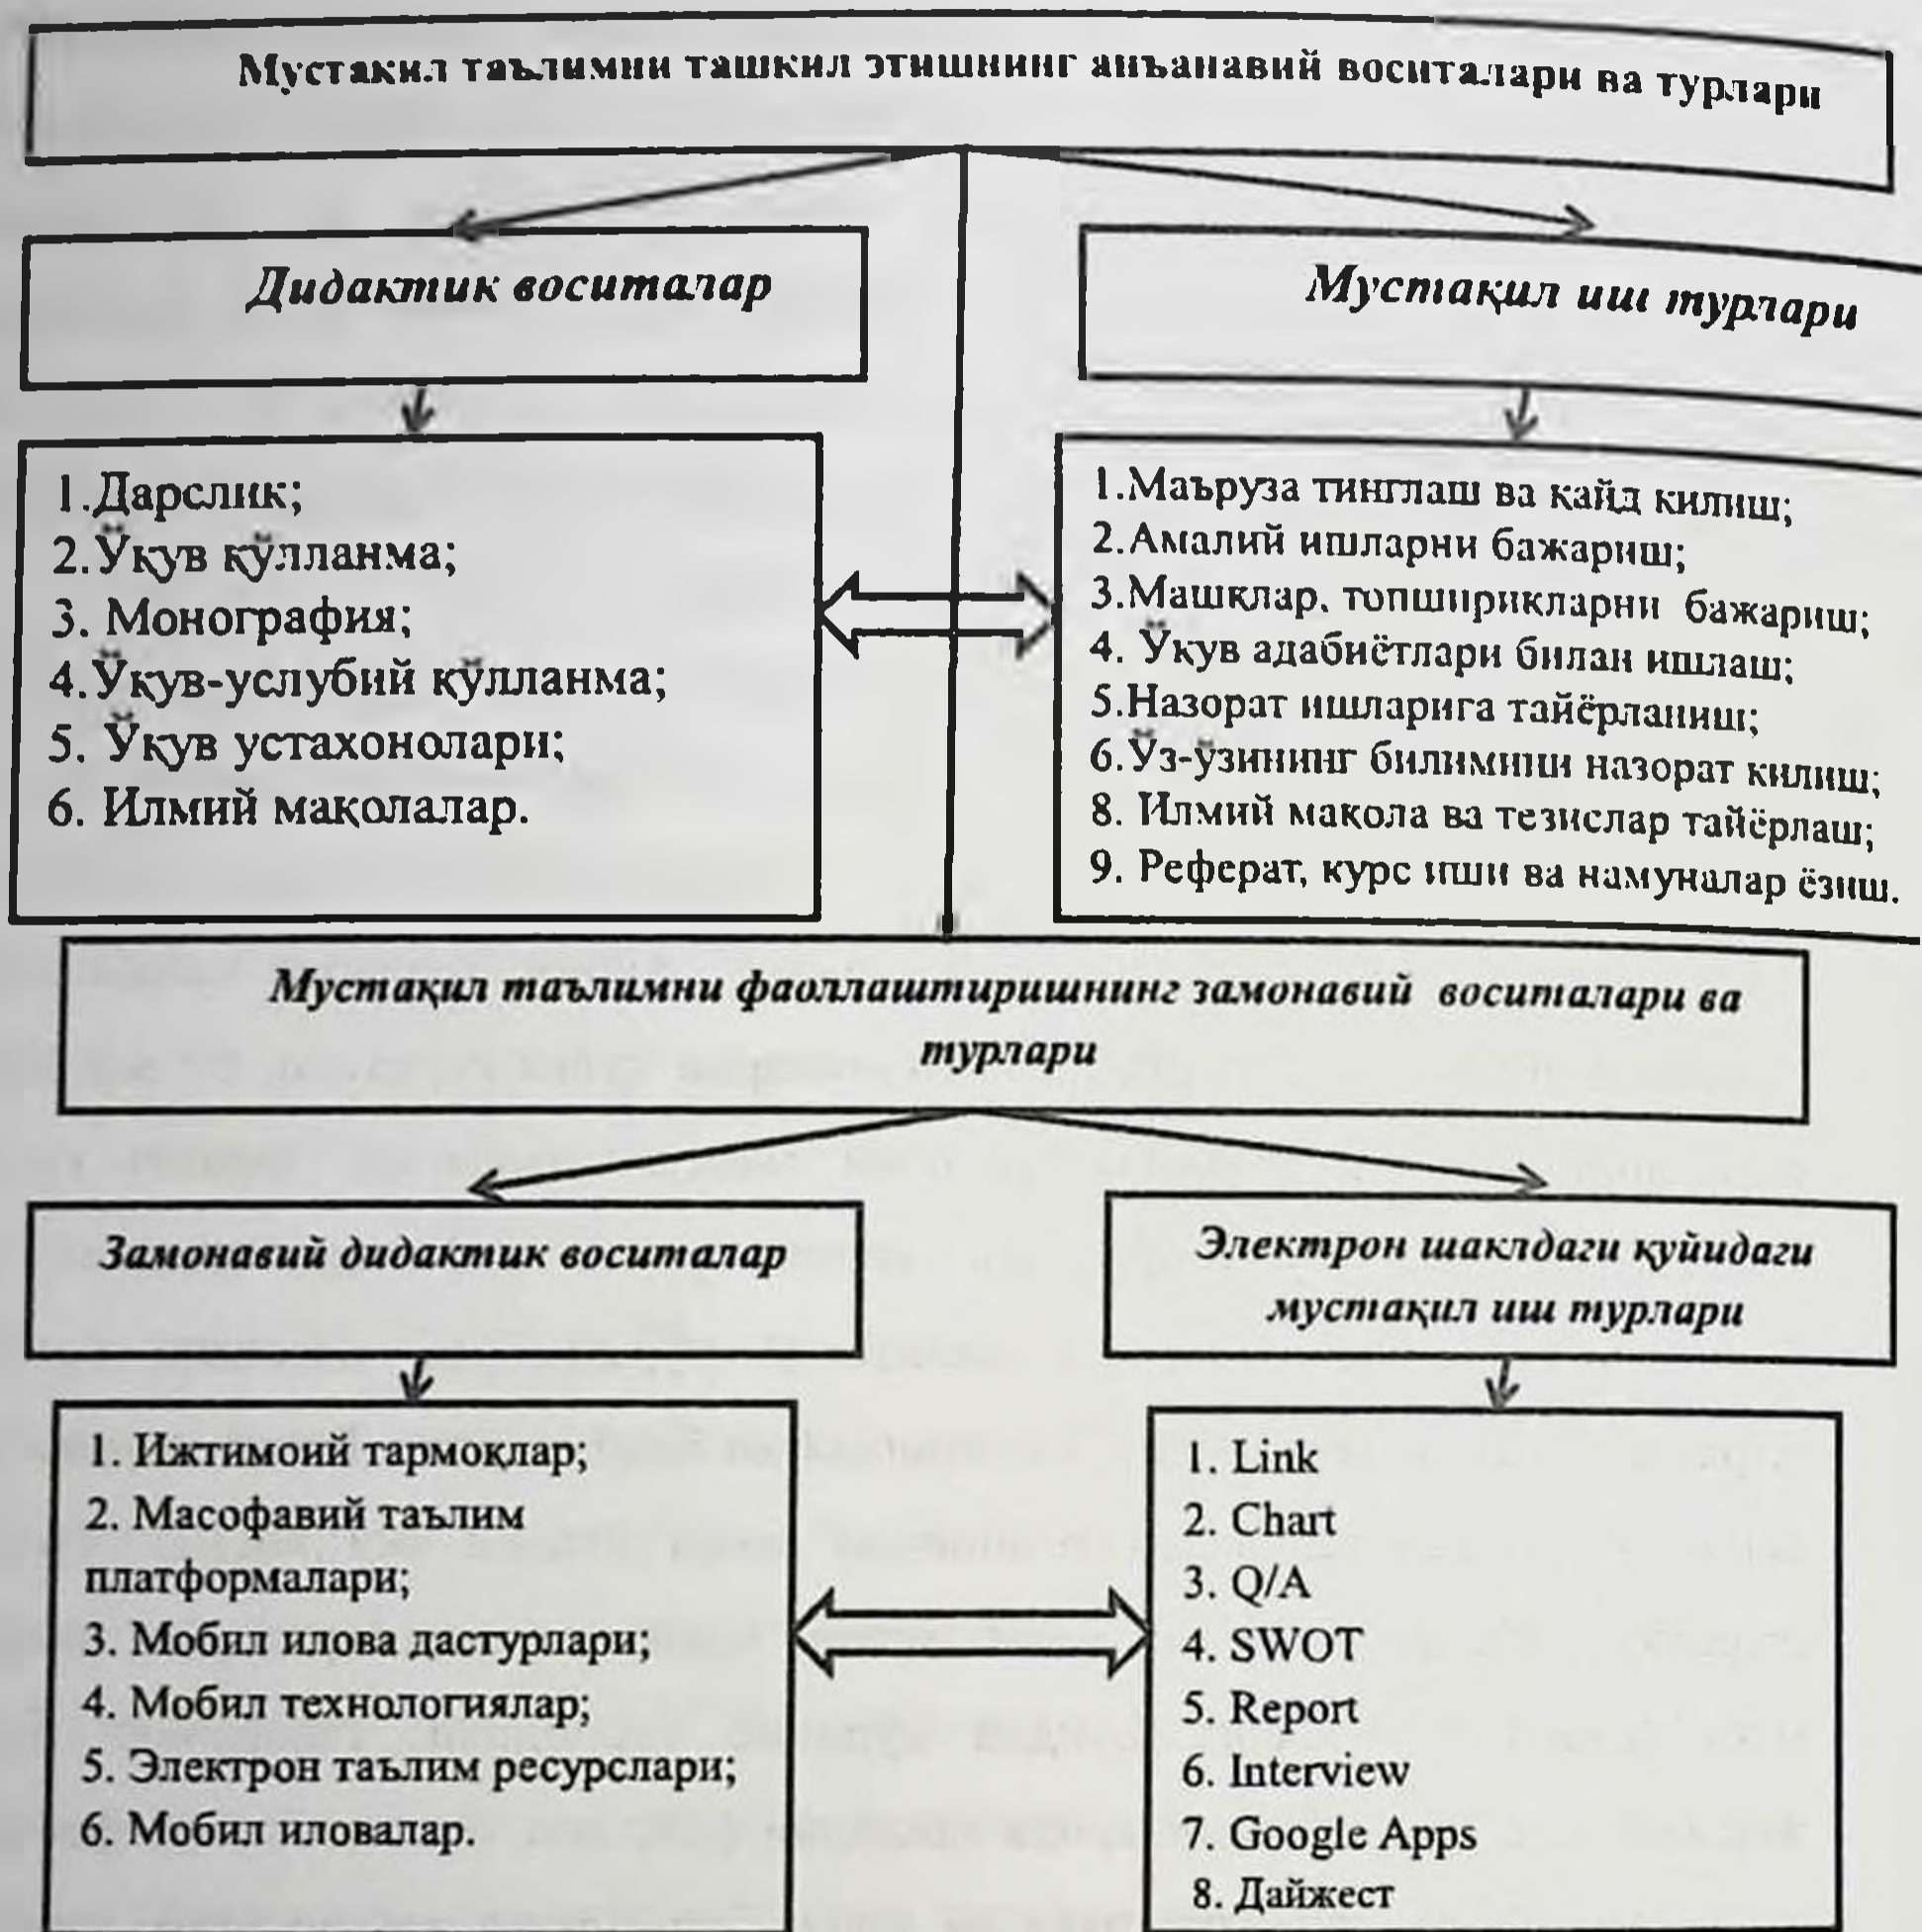 Мустакил таълимни ташкил этишнинг анъанавий воситалари ва турлари
Дидактик воситалар
Мустақил иш турлари
1.Дарслик;
2.Ўқув қўлланма;
3. Монография;
4.Ўқув-услубий қўлланма;
5. Ўқув устахонолари;
6. Илмий мақолалар.
1.Маъруза тинглаш ва қайд килиш;
2.Амалий ишларни бажариш;
3.Машқлар, топшириқларни бажариш;
4. Ўқув адабиётлари билан ишлаш;
5.Назорат ишларига тайёрланиш;
6.Ўз-ўзининг билимини назорат килиш;
8. Илмий мақола ва тезислар тайёрлаш;
9. Реферат, курс иши ва намуналар ёзиш.
Мустақил таълимни фаоллаштиришнинг замонавий воситалари ва
турлари
Замонавий дидактик воситалар
Электрон шаклдаги қуйидаги
мустақил иш турлари
1. Ижтимоий тармоқлар;
2. Масофавий таълим
платформалари;
3. Мобил илова дастурлари;
4. Мобил технологиялар;
5. Электрон таълим ресурслари;
6. Мобил иловалар.
1. Link
2. Chart
3. Q/A
4. SWOT
5. Report
6. Interview
7. Google Apps
8. Дайжест